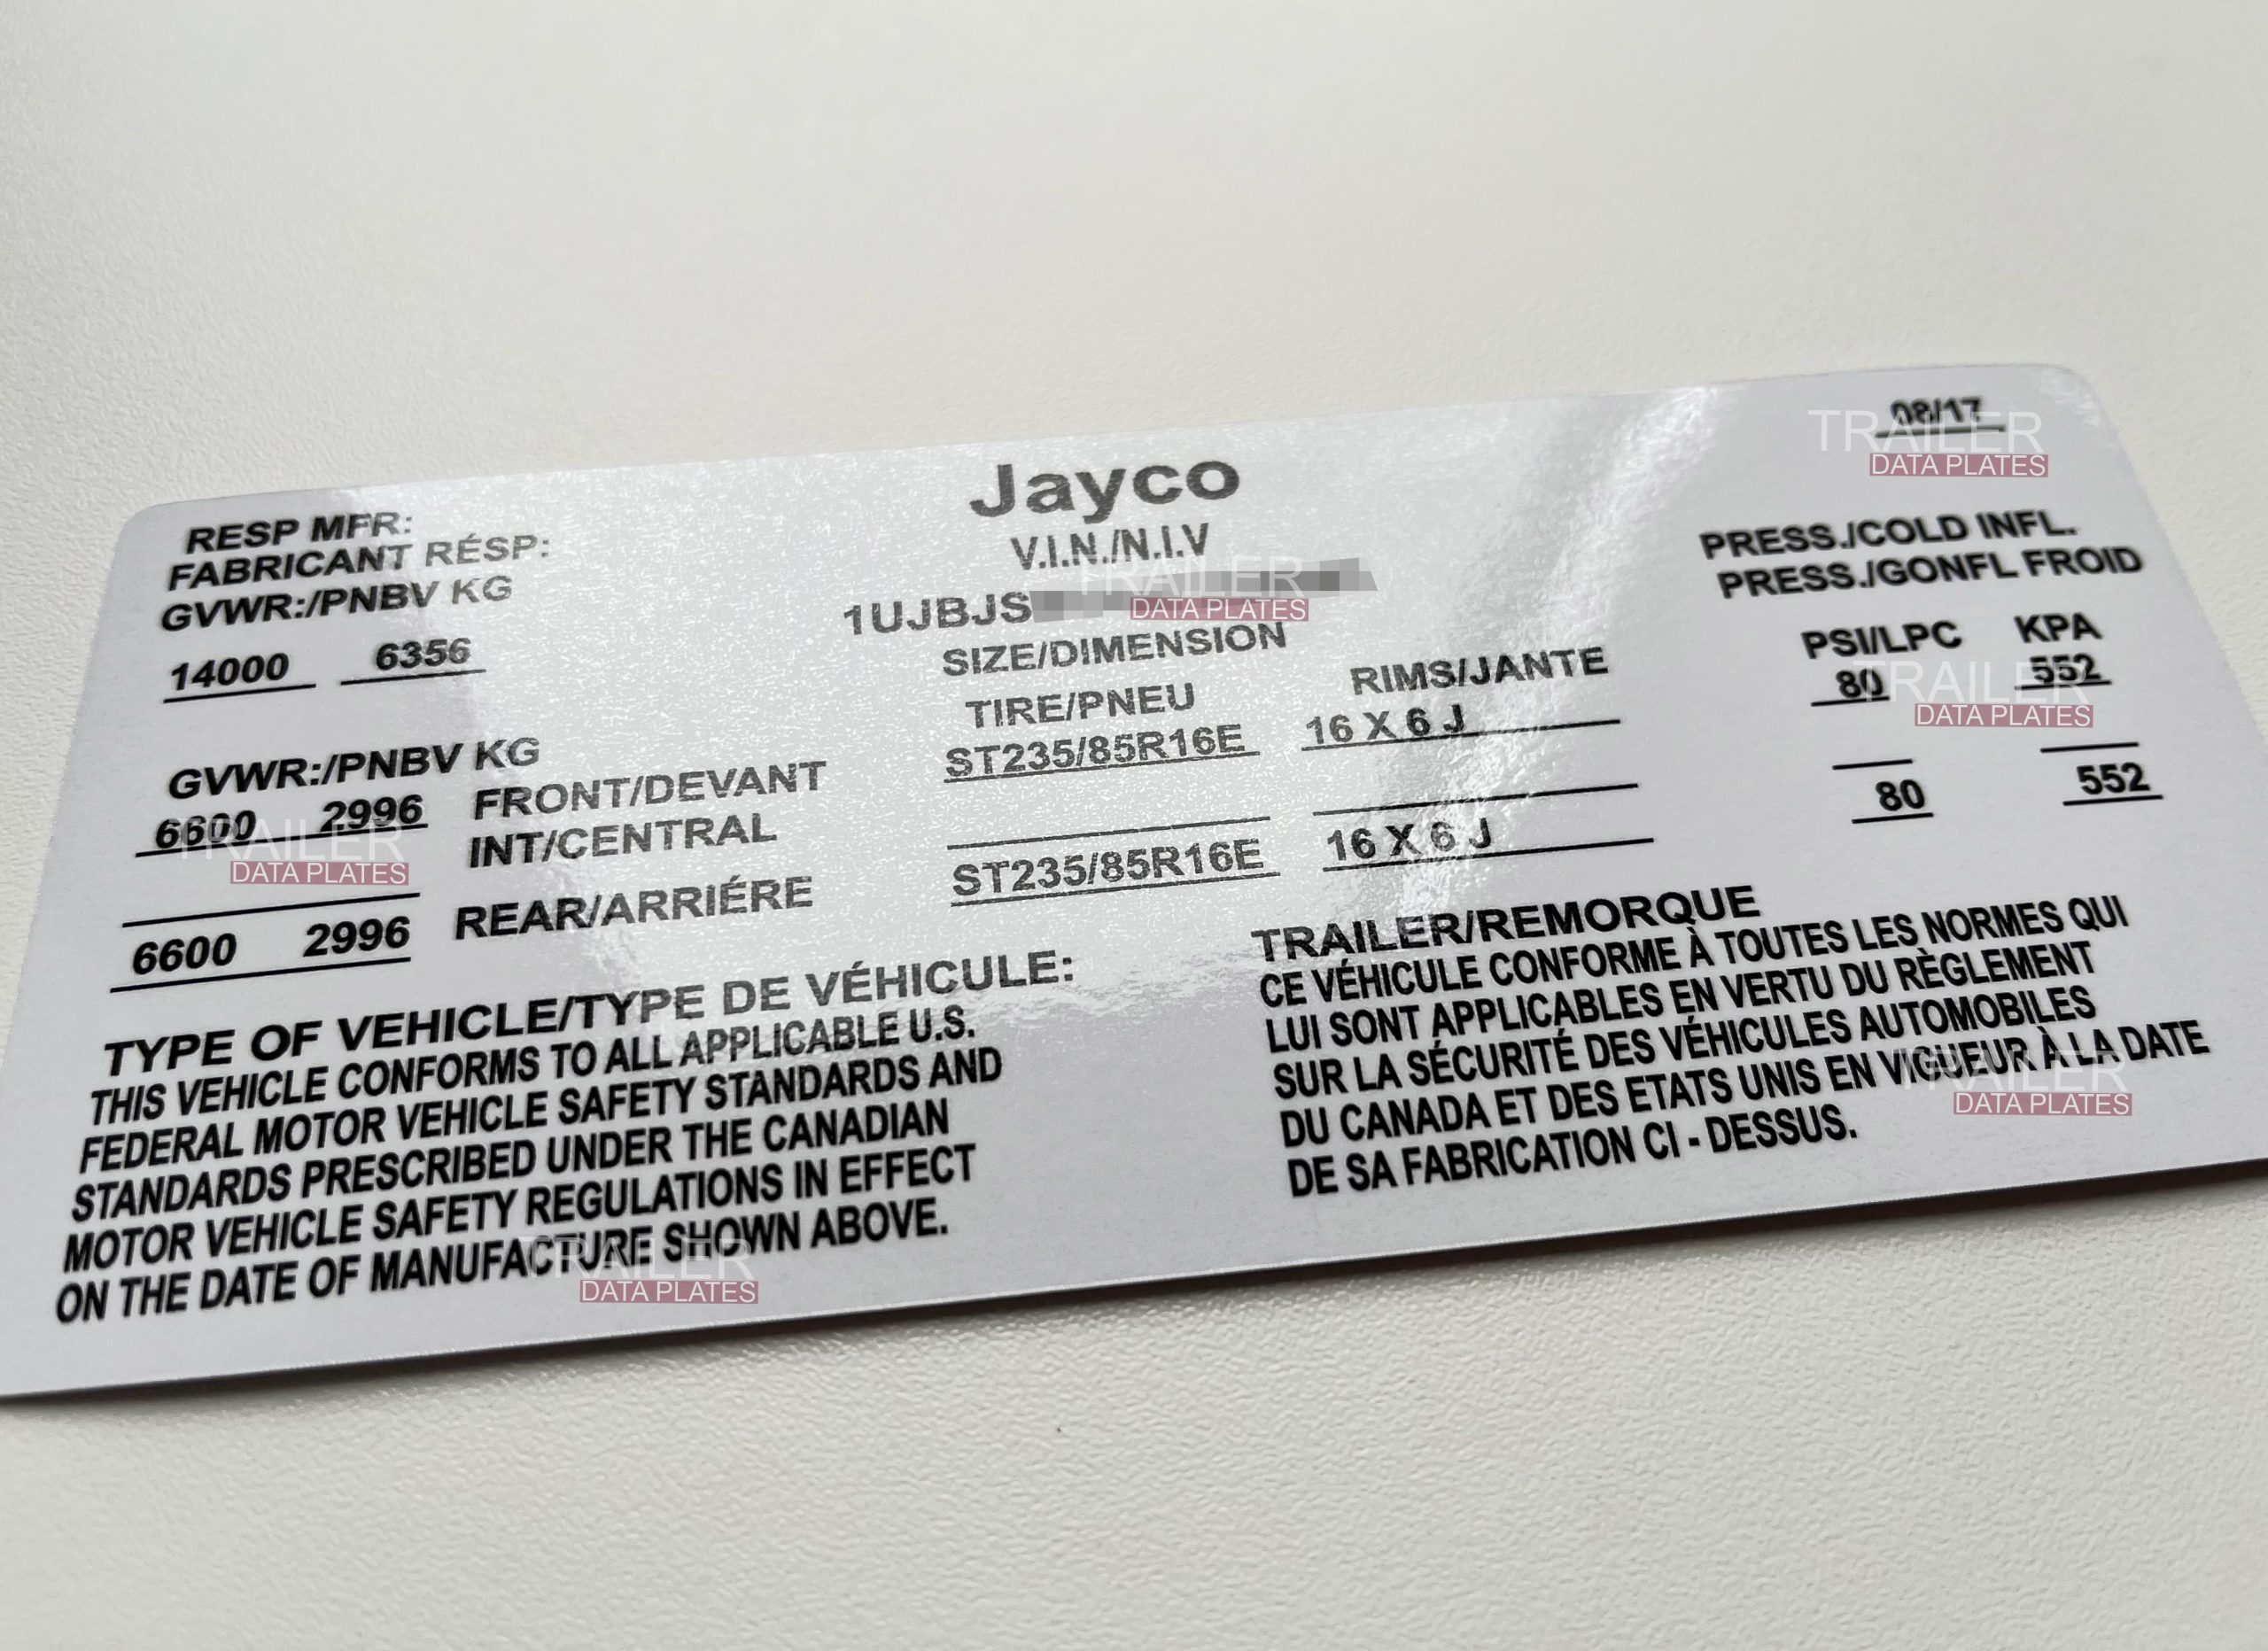 08/17
Jayco
RESP MFR:
FABRICANT RÉSP:
V.I.N./N.I.V
PRESS./COLD INFL.
PRESS./GONFL FROID
GVWR:/PNBV KG
1UJBJS
14000 6356
SIZE/DIMENSION
PSI/LPC KPA
TIRE/PNEU RIMS/JANTE
80 552
GVWR:/PNBV KG
6600 2996 FRONT/DEVANT ST235/85R16E 16 X 6 J
INT/CENTRAL
6600 2996 REAR/ARRIÉRE ST235/85R16E 16 X 6 J 80 552
TYPE OF VEHICLE/TYPE DE VÉHICULE: TRAILER/REMORQUE
THIS VEHICLE CONFORMS TO ALL APPLICABLE U.S.
FEDERAL MOTOR VEHICLE SAFETY STANDARDS AND
STANDARDS PRESCRIBED UNDER THE CANADIAN
MOTOR VEHICLE SAFETY REGULATIONS IN EFFECT
ON THE DATE OF MANUFACTURE SHOWN ABOVE.
CE VÉHICULE CONFORME À TOUTES LES NORMES QUI
LUI SONT APPLICABLES EN VERTU DU RÈGLEMENT
SUR LA SÉCURITÉ DES VÉHICULES AUTOMOBILES
DU CANADA ET DES ETATS UNIS EN VIGUEUR À LA DATE
DE SA FABRICATION CI - DESSUS.
TRAILER
DATA PLATES
TRAILER
DATA PLATES
TRAILER
DATA PLATES
TRAILER
DATA PLATES
TRAILER
DATA PLATES
TRAILER
DATA PLATES